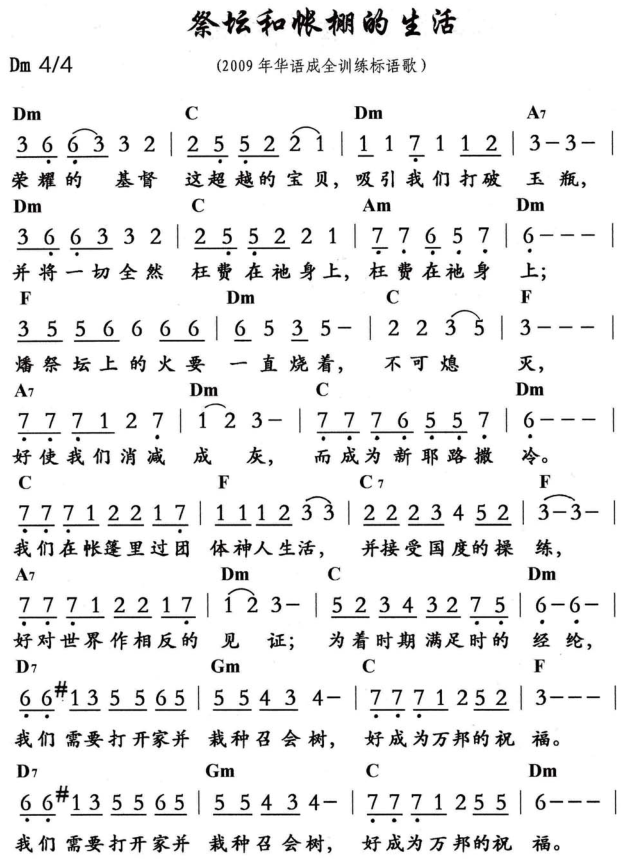 祭坛和帐棚的生活
Dm 4/4 (2009年华语成全训练标语歌)
Dm C Dm A7
3 6 6 3 3 2 | 2 5 5 2 2 1 | 1 1 7 1 1 2 | 3-3- |
荣耀的 基督 这超越的宝贝, 吸引我们打破 玉瓶,
Dm C Am Dm
3 6 6 3 3 3 2 | 2 5 5 2 2 1 | 7 7 6 5 7 | 6--- |
并将一切全然 枉费在祂身上, 枉费在祂身 上;
F Dm C F
3 5 5 6 6 6 6 | 6 5 3 5- | 2 2 3 5 | 3--- |
燔祭坛上的火要 一直烧着, 不可熄 灭,
A7 Dm C Dm
7 7 7 1 2 7 | 1 2 3- | 7 7 7 6 5 5 7 | 6--- |
好使我们消减 成 灰, 而成为新耶路撒 冷。
C F C7 F
7 7 7 1 2 2 1 7 | 1 1 1 2 3 3 | 2 2 2 3 4 5 2 | 3-3- |
我们在帐篷里过团 体神人生活, 并接受国度的操 练,
A7 Dm C Dm
7 7 7 1 2 2 1 7 | 1 2 3- | 5 2 3 4 3 2 7 5 | 6-6- |
好对世界作相反的 见 证; 为着时期满足时的 经纶,
D7 Gm C F
6 6 #1 3 5 5 6 5 | 5 5 4 3 4- | 7 7 7 1 2 5 2 | 3--- |
我们需要打开家并 栽种召会树, 好成为万邦的祝 福。
D7 Gm C Dm
6 6 #1 3 5 5 6 5 | 5 5 4 3 4- | 7 7 7 1 2 5 5 | 6--- |
我们需要打开家并 栽种召会树, 好成为万邦的祝 福。